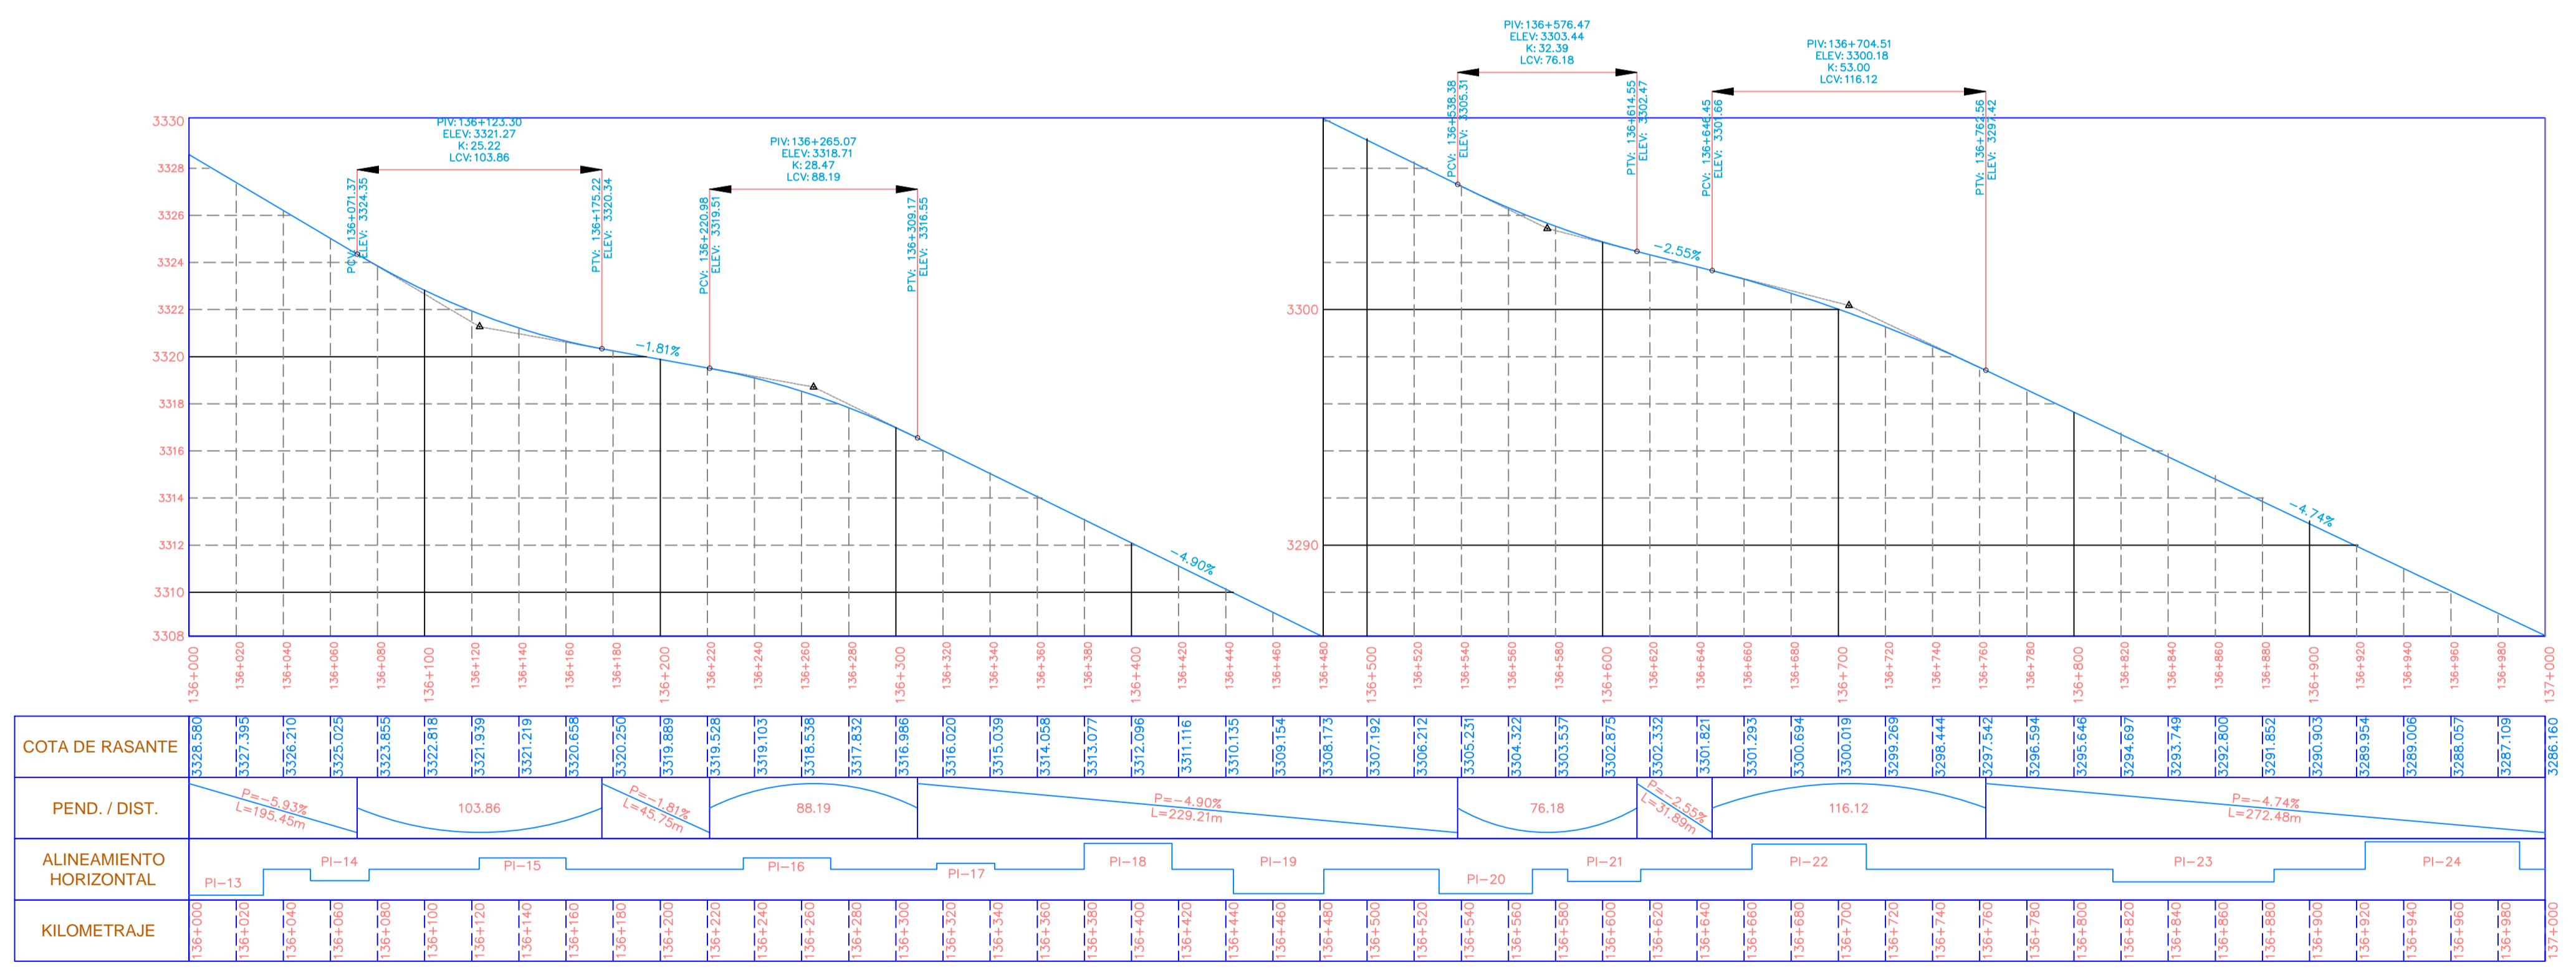 PIV: 136+123.30
ELEV: 3321.27
K: 25.22
LCV: 103.86
PIV: 136+265.07
ELEV: 3318.71
K: 28.47
LCV: 88.19
PIV: 136+576.47
ELEV: 3303.44
K: 32.39
LCV: 76.18
PIV: 136+704.51
ELEV: 3300.18
K: 53.00
LCV: 116.12
PCV: 136+071.37
ELEV: 3324.35
PTV: 136+175.22
ELEV: 3320.34
PCV: 136+220.98
ELEV: 3319.51
PTV: 136+309.17
ELEV: 3316.55
PCV: 136+538.38
ELEV: 3305.31
PTV: 136+614.55
ELEV: 3302.47
PCV: 136+646.45
ELEV: 3301.66
PTV: 136+762.56
ELEV: 3297.42
3330
3328
3326
3324
3322
3320
3318
3316
3314
3312
3310
3308
3300
3290
-1.81%
-4.90%
-2.55%
-4.74%
136+000 136+020 136+040 136+060 136+080 136+100 136+120 136+140 136+160 136+180 136+200 136+220 136+240 136+260 136+280 136+300 136+320 136+340 136+360 136+380 136+400 136+420 136+440 136+460 136+480 136+500 136+520 136+540 136+560 136+580 136+600 136+620 136+640 136+660 136+680 136+700 136+720 136+740 136+760 136+780 136+800 136+820 136+840 136+860 136+880 136+900 136+920 136+940 136+960 136+980 137+000
COTA DE RASANTE
3328.580 3327.395 3326.210 3325.025 3323.855 3322.818 3321.939 3321.219 3320.658 3320.250 3319.889 3319.528 3319.103 3318.538 3317.832 3316.986 3316.020 3315.039 3314.058 3313.077 3312.096 3311.116 3310.135 3309.154 3308.173 3307.192 3306.212 3305.231 3304.322 3303.537 3302.875 3302.332 3301.821 3301.293 3300.694 3300.019 3299.269 3298.444 3297.542 3296.594 3295.646 3294.697 3293.749 3292.800 3291.852 3290.903 3289.954 3289.006 3288.057 3287.109 3286.160
PEND. / DIST.
P=-5.93%
L=195.45m
103.86
P=-1.81%
L=45.75m
88.19
P=-4.90%
L=229.21m
76.18
P=-2.55%
L=31.89m
116.12
P=-4.74%
L=272.48m
ALINEAMIENTO
HORIZONTAL
PI-13 PI-14 PI-15 PI-16 PI-17 PI-18 PI-19 PI-20 PI-21 PI-22 PI-23 PI-24
KILOMETRAJE
136+000 136+020 136+040 136+060 136+080 136+100 136+120 136+140 136+160 136+180 136+200 136+220 136+240 136+260 136+280 136+300 136+320 136+340 136+360 136+380 136+400 136+420 136+440 136+460 136+480 136+500 136+520 136+540 136+560 136+580 136+600 136+620 136+640 136+660 136+680 136+700 136+720 136+740 136+760 136+780 136+800 136+820 136+840 136+860 136+880 136+900 136+920 136+940 136+960 136+980 137+000